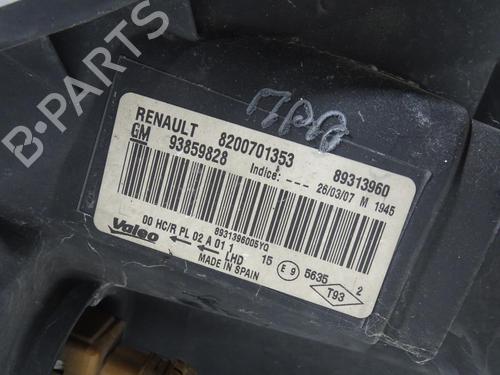 B-PARTS
RENAULT 8200701353 89313960
GM 93859828 Indice: --- 26/03/07 M 1945
8931396005YQ
Valeo 00 HC/R PL 02 A 01 1 15 E9 5635 2
LHD
MADE IN SPAIN T93